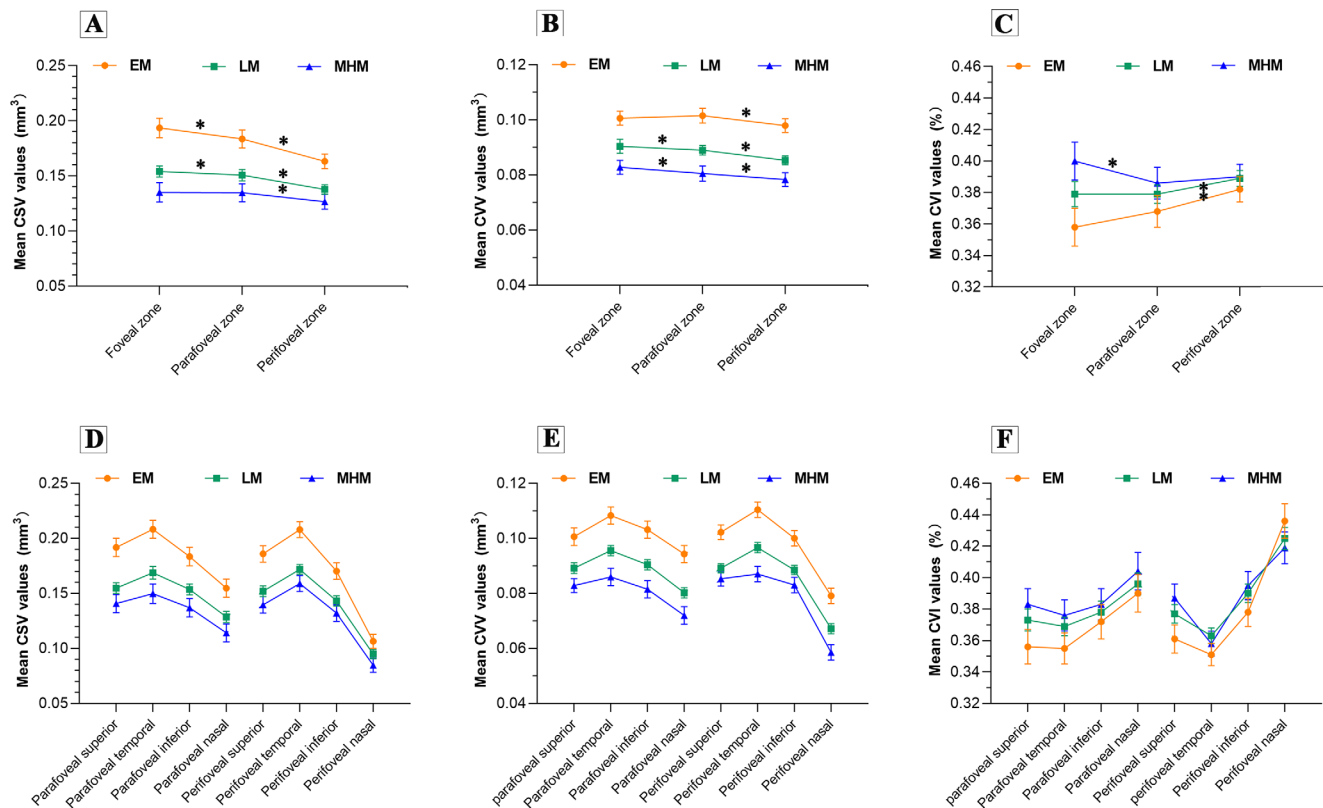 A
EM LM MHM
Mean CSV values (mm³)
0.25
0.20
0.15
0.10
0.05
* *
* *
*
Foveal zone
Parafoveal zone
Perifoveal zone
B
EM LM MHM
Mean CVV values (mm³)
0.12
0.10
0.08
0.06
0.04
*
* *
* *
Foveal zone
Parafoveal zone
Perifoveal zone
C
EM LM MHM
Mean CVI values (%)
0.46
0.44
0.42
0.40
0.38
0.36
0.34
0.32
*
*
*
Foveal zone
Parafoveal zone
Perifoveal zone
D
EM LM MHM
Mean CSV values (mm³)
0.25
0.20
0.15
0.10
0.05
Parafoveal superior
Parafoveal temporal
Parafoveal inferior
Parafoveal nasal
Perifoveal superior
Perifoveal temporal
Perifoveal inferior
Perifoveal nasal
E
EM LM MHM
Mean CVV values (mm³)
0.12
0.10
0.08
0.06
0.04
parafoveal superior
Parafoveal temporal
Parafoveal inferior
Parafoveal nasal
Perifoveal superior
Perifoveal temporal
Perifoveal inferior
Perifoveal nasal
F
EM LM MHM
Mean CVI values (%)
0.46
0.44
0.42
0.40
0.38
0.36
0.34
0.32
parafoveal superior
Parafoveal temporal
Parafoveal inferior
Parafoveal nasal
Perifoveal superior
perifoveal temporal
Perifoveal inferior
Perifoveal nasal